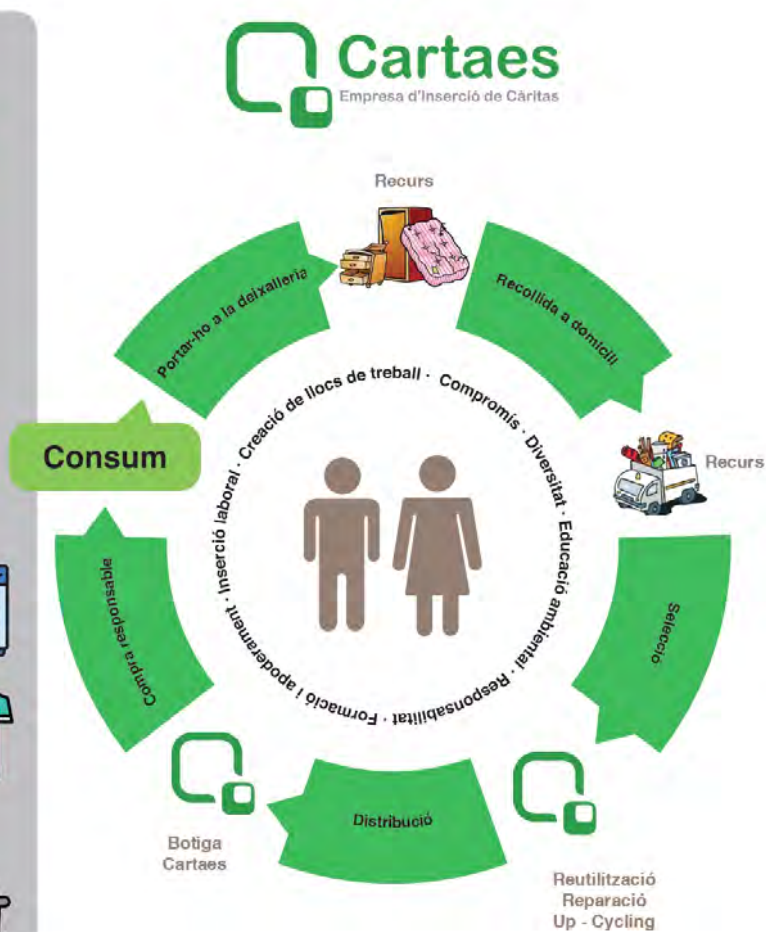 Cartaes
Empresa d'Inserció de Càritas
Recurs
Portar-ho a la deixalleria
Recollida a domicili
Creació de llocs de treball · Compromís · Diversitat · Educació ambiental · Responsabilitat · Formació i apoderament · Inserció laboral ·
Consum
Recurs
Compra responsable
Selecció
Distribució
Botiga
Cartaes
Reutilització
Reparació
Up - Cycling